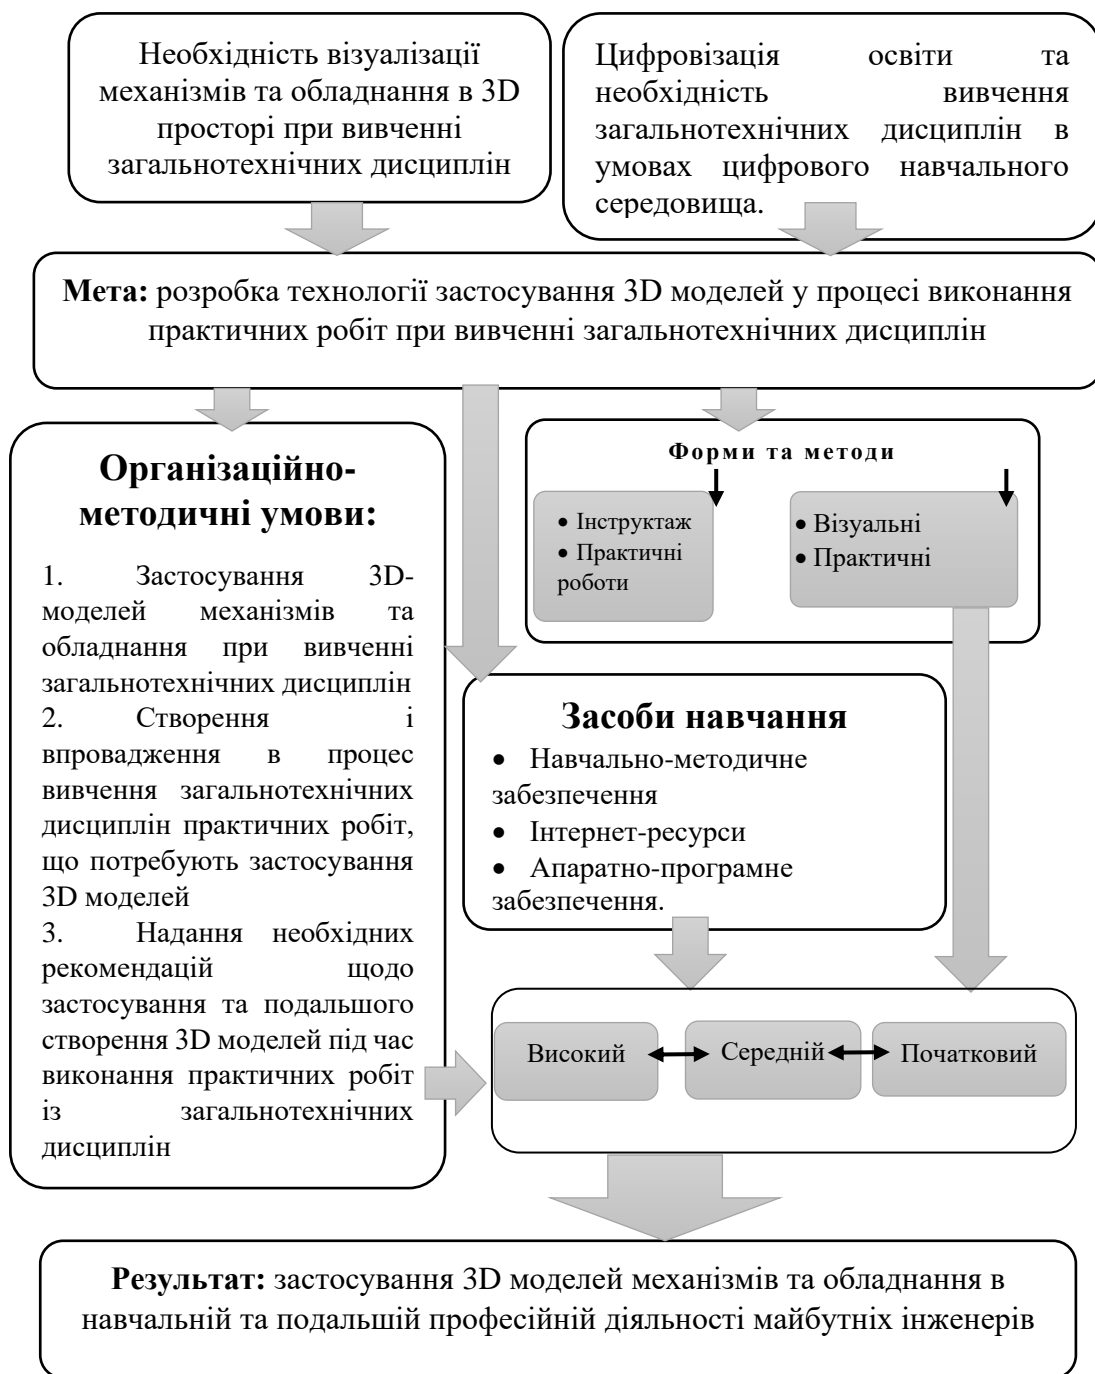 Необхідність візуалізації
механізмів та обладнання в 3D
просторі при вивченні
загальнотехнічних дисциплін
Цифровізація освіти та
необхідність вивчення
загальнотехнічних дисциплін в
умовах цифрового навчального
середовища.
Мета: розробка технології застосування 3D моделей у процесі виконання
практичних робіт при вивченні загальнотехнічних дисциплін
Організаційно-
методичні умови:
1. Застосування 3D-
моделей механізмів та
обладнання при вивченні
загальнотехнічних дисциплін
2. Створення і
впровадження в процес
вивчення загальнотехнічних
дисциплін практичних робіт,
що потребують застосування
3D моделей
3. Надання необхідних
рекомендацій щодо
застосування та подальшого
створення 3D моделей під час
виконання практичних робіт
із загальнотехнічних
дисциплін
Форми та методи
• Інструктаж
• Практичні
роботи
• Візуальні
• Практичні
Засоби навчання
• Навчально-методичне
забезпечення
• Інтернет-ресурси
• Апаратно-програмне
забезпечення.
Високий
Середній
Початковий
Результат: застосування 3D моделей механізмів та обладнання в
навчальній та подальшій професійній діяльності майбутніх інженерів